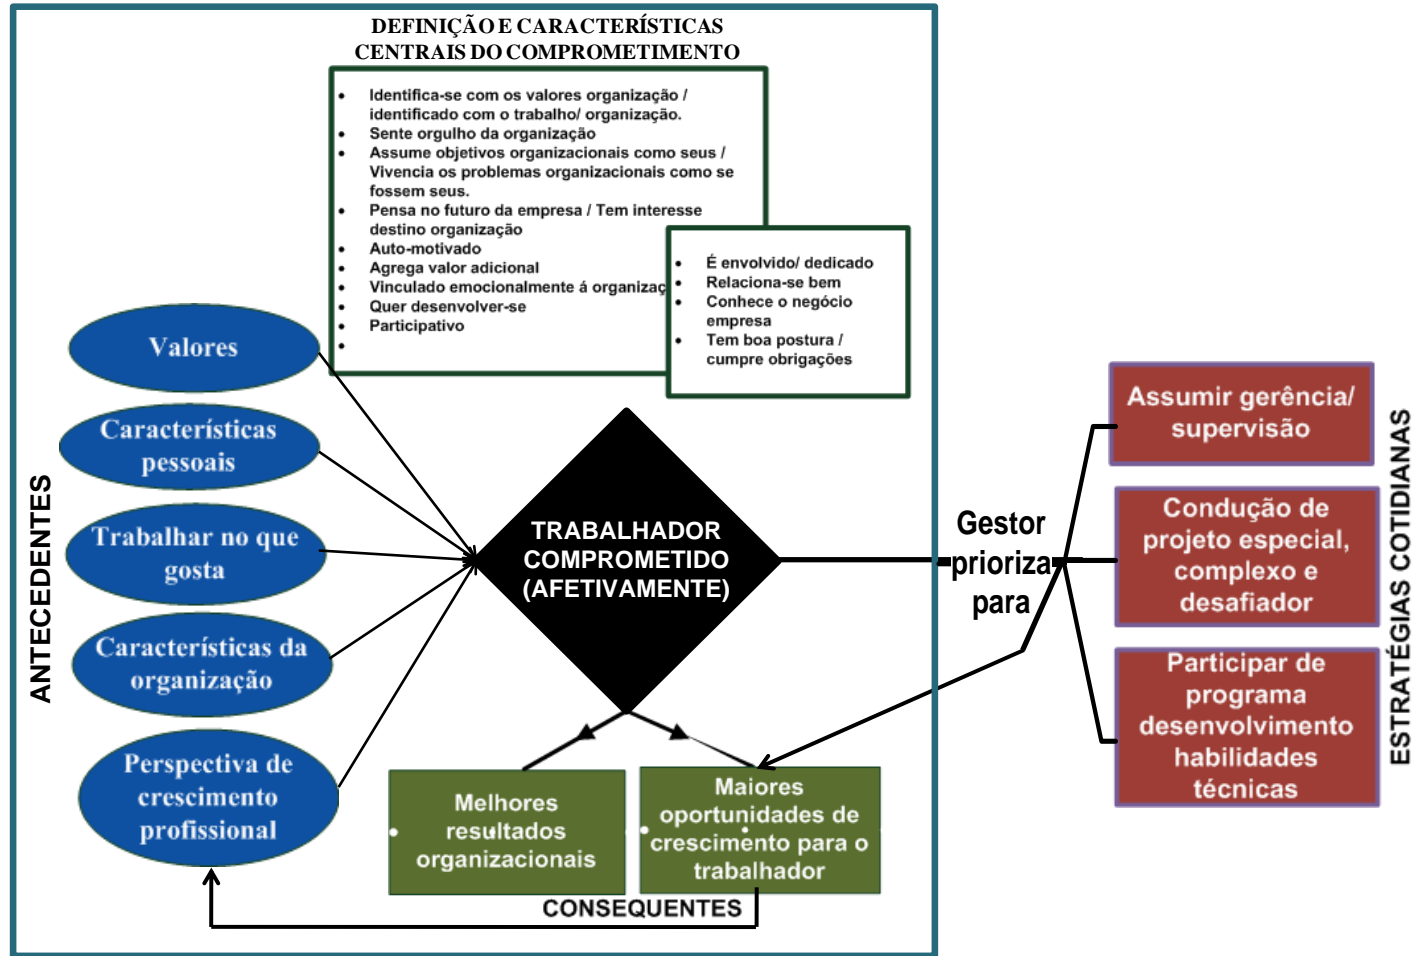 DEFINIÇÃO E CARACTERÍSTICAS
CENTRAIS DO COMPROMETIMENTO
• Identifica-se com os valores organização /
identificado com o trabalho/ organização.
• Sente orgulho da organização
• Assume objetivos organizacionais como seus /
Vivencia os problemas organizacionais como se
fossem seus.
• Pensa no futuro da empresa / Tem interesse
destino organização
• Auto-motivado
• Agrega valor adicional
• Vinculado emocionalmente á organizaç
• Quer desenvolver-se
• Participativo
•
• É envolvido/ dedicado
• Relaciona-se bem
• Conhece o negócio
empresa
• Tem boa postura /
cumpre obrigações
ANTECEDENTES
Valores
Características
pessoais
Trabalhar no que
gosta
Características da
organização
Perspectiva de
crescimento
profissional
TRABALHADOR
COMPROMETIDO
(AFETIVAMENTE)
Melhores
resultados
organizacionais
Maiores
oportunidades de
crescimento para o
trabalhador
CONSEQUENTES
Gestor
prioriza
para
Assumir gerência/
supervisão
Condução de
projeto especial,
complexo e
desafiador
Participar de
programa
desenvolvimento
habilidades
técnicas
ESTRATÉGIAS COTIDIANAS